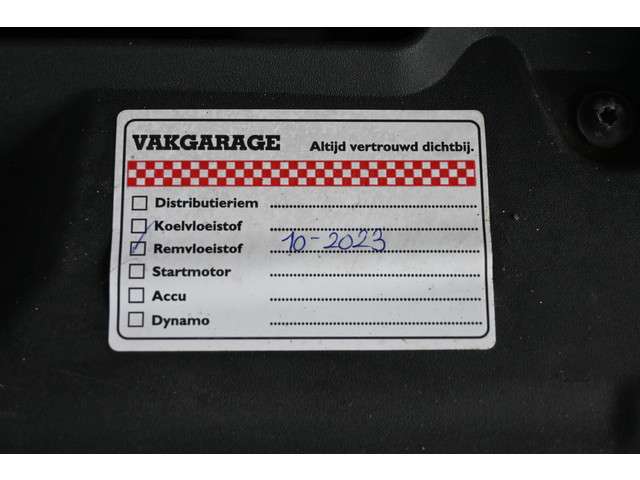 VAKGARAGE Altijd vertrouwd dichtbij.
Distributieriem
Koelvloeistof
Remvloeistof 10-2023
Startmotor
Accu
Dynamo